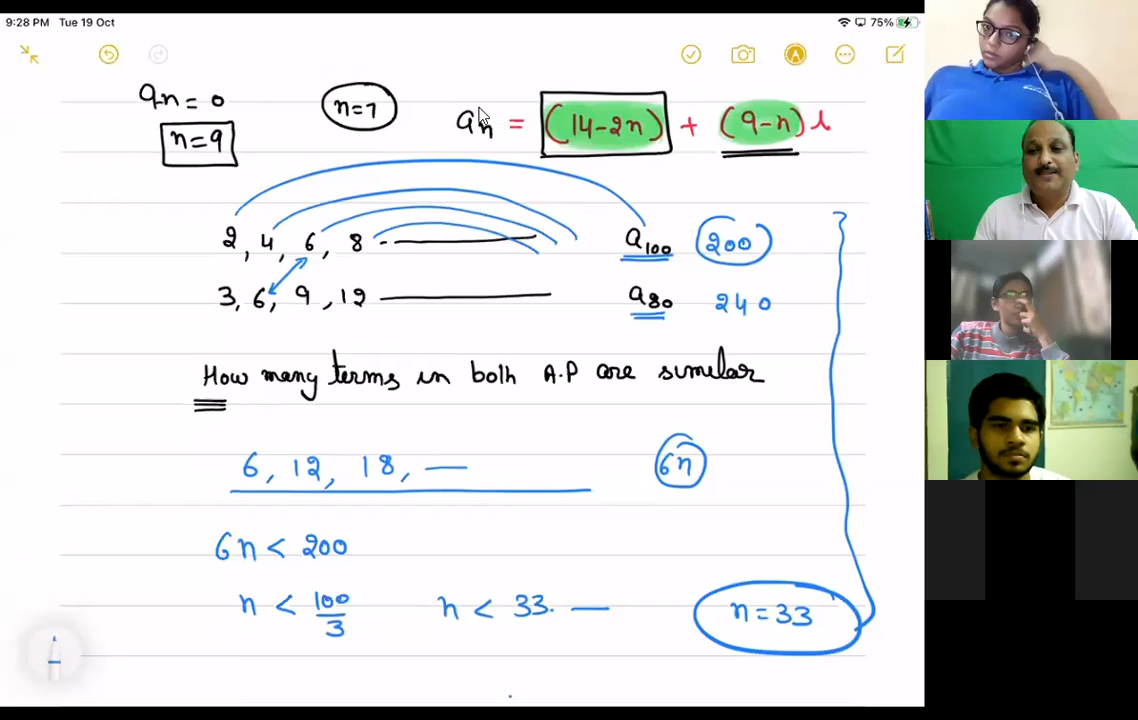 9:28 PM Tue 19 Oct
75%
an = 0
n=9
n=7
an = (14-2n) + (9-n) i
2, 4, 6, 8 - ———
a100 200
3, 6, 9, 12 ———
a80 240
How many terms in both A.P are similar
6, 12, 18, —
6n
6n < 200
n < 100/3
n < 33. —
n = 33